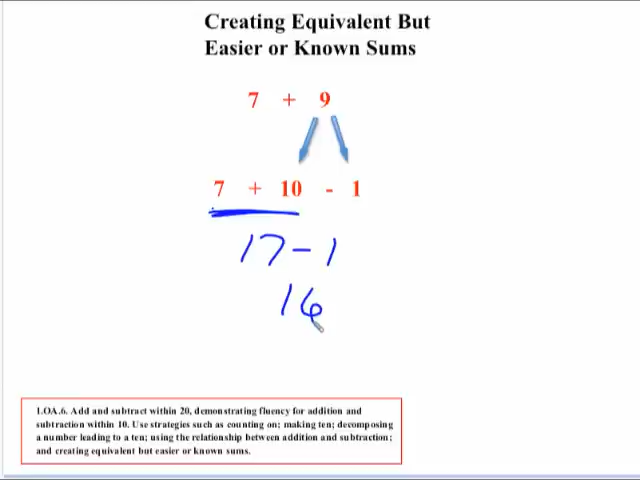 Creating Equivalent But
Easier or Known Sums
7 + 9
7 + 10 - 1
17 - 1
16
1.OA.6. Add and subtract within 20, demonstrating fluency for addition and
subtraction within 10. Use strategies such as counting on; making ten; decomposing
a number leading to a ten; using the relationship between addition and subtraction;
and creating equivalent but easier or known sums.